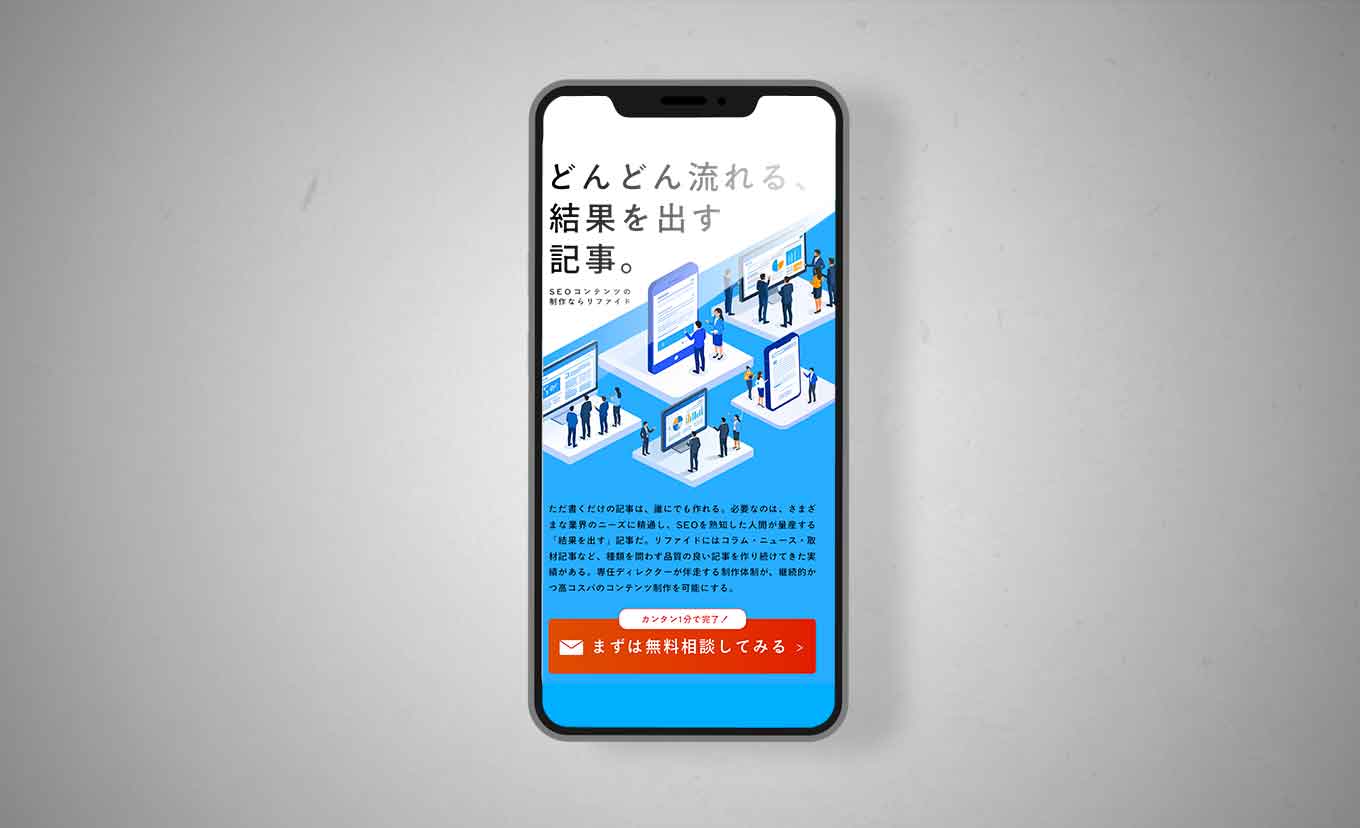 どんどん流れる、
結果を出す
記事。
SEOコンテンツの
制作ならリファイド
ただ書くだけの記事は、誰にでも作れる。必要なのは、さまざ
まな業界のニーズに精通し、SEOを熟知した人間が量産する
「結果を出す」記事だ。リファイドにはコラム・ニュース・取
材記事など、種類を問わず品質の良い記事を作り続けてきた実
績がある。専任ディレクターが伴走する制作体制が、継続的か
つ高コスパのコンテンツ制作を可能にする。
カンタン1分で完了！
まずは無料相談してみる >